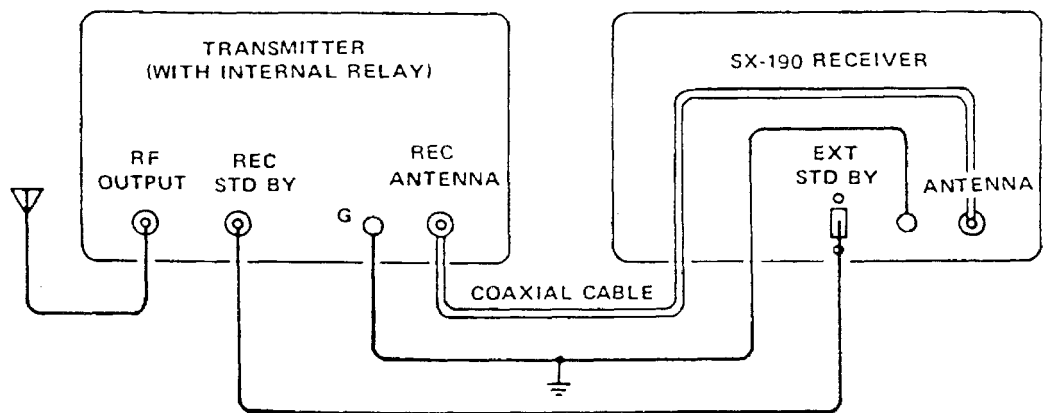 TRANSMITTER
(WITH INTERNAL RELAY)
SX-190 RECEIVER
RF
OUTPUT
REC
STD BY
G
REC
ANTENNA
EXT
STD BY
ANTENNA
COAXIAL CABLE